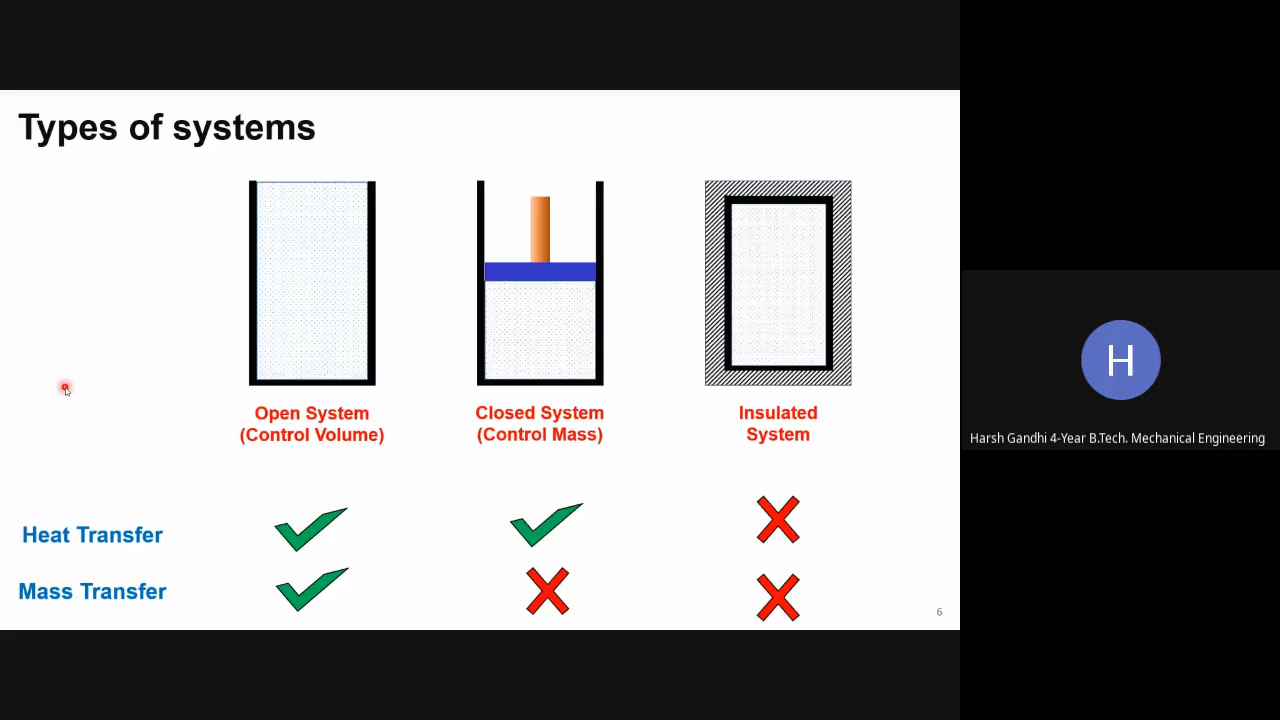 Types of systems
Open System
(Control Volume)
Closed System
(Control Mass)
Insulated
System
Heat Transfer
Mass Transfer
6
H
Harsh Gandhi 4-Year B.Tech. Mechanical Engineering